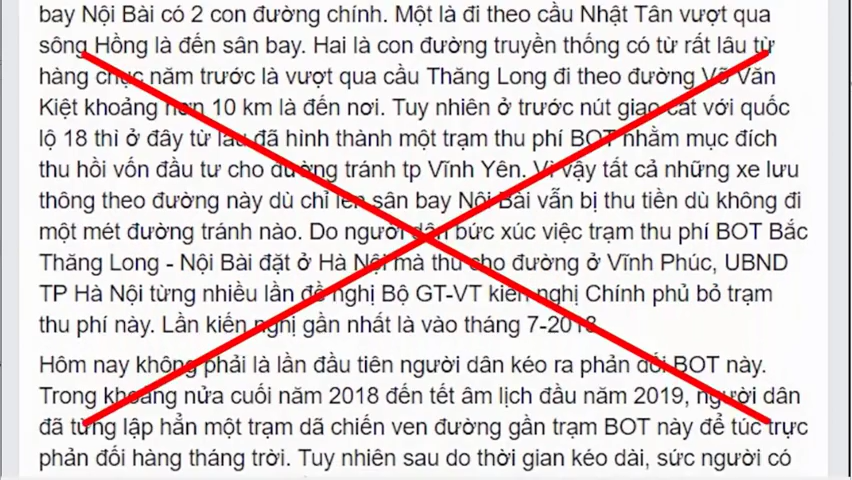 bay Nội Bài có 2 con đường chính. Một là đi theo cầu Nhật Tân vượt qua
sông Hồng là đến sân bay. Hai là con đường truyền thống có từ rất lâu từ
hàng chục năm trước là vượt qua cầu Thăng Long đi theo đường Võ Văn
Kiệt khoảng hơn 10 km là đến nơi. Tuy nhiên ở trước nút giao cắt với quốc
lộ 18 thì ở đây từ lâu đã hình thành một trạm thu phí BOT nhằm mục đích
thu hồi vốn đầu tư cho đường tránh tp Vĩnh Yên. Vì vậy tất cả những xe lưu
thông theo đường này dù chỉ lên sân bay Nội Bài vẫn bị thu tiền dù không đi
một mét đường tránh nào. Do người dân bức xúc việc trạm thu phí BOT Bắc
Thăng Long - Nội Bài đặt ở Hà Nội mà thu cho đường ở Vĩnh Phúc, UBND
TP Hà Nội từng nhiều lần đề nghị Bộ GT-VT kiến nghị Chính phủ bỏ trạm
thu phí này. Lần kiến nghị gần nhất là vào tháng 7-2018
Hôm nay không phải là lần đầu tiên người dân kéo ra phản đối BOT này.
Trong khoảng nửa cuối năm 2018 đến tết âm lịch đầu năm 2019, người dân
đã từng lập hẳn một trạm dã chiến ven đường gần trạm BOT này để túc trực
phản đối hàng tháng trời. Tuy nhiên sau do thời gian kéo dài, sức người có